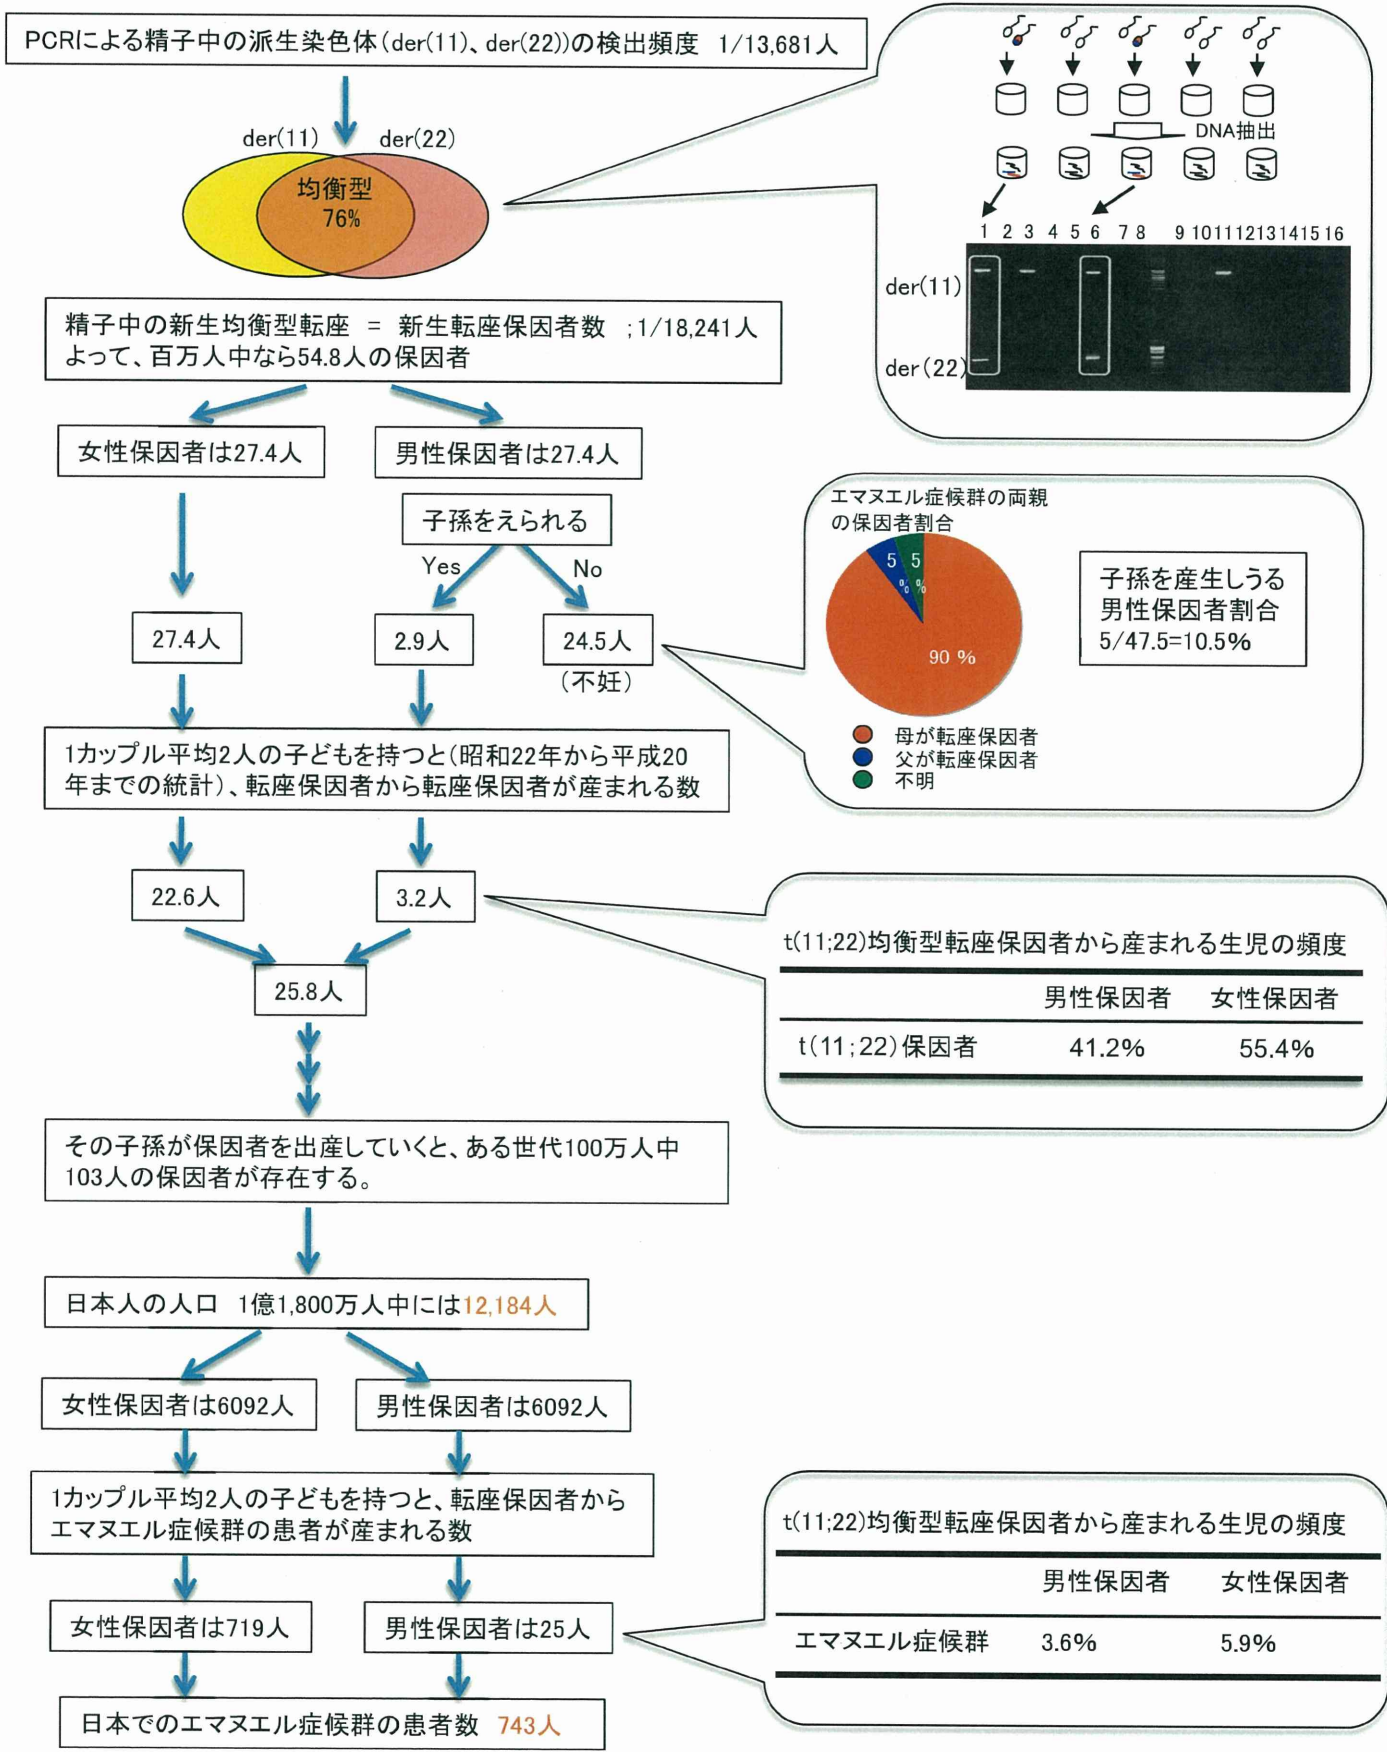 PCRによる精子中の派生染色体(der(11)、der(22))の検出頻度 1/13,681人
der(11) der(22)
均衡型
76%
DNA抽出
1 2 3 4 5 6 7 8 9 10 11 12 13 14 15 16
der(11)
der(22)
精子中の新生均衡型転座 = 新生転座保因者数 ;1/18,241人
よって、百万人中なら54.8人の保因者
女性保因者は27.4人
男性保因者は27.4人
子孫をえられる
Yes
No
27.4人
2.9人
24.5人
(不妊)
エマヌエル症候群の両親
の保因者割合
5 %
5 %
90 %
母が転座保因者
父が転座保因者
不明
子孫を産生しうる
男性保因者割合
5/47.5=10.5%
1カップル平均2人の子どもを持つと(昭和22年から平成20
年までの統計)、転座保因者から転座保因者が産まれる数
22.6人
3.2人
25.8人
t(11;22)均衡型転座保因者から産まれる生児の頻度
男性保因者 女性保因者
t(11;22)保因者 41.2% 55.4%
その子孫が保因者を出産していくと、ある世代100万人中
103人の保因者が存在する。
日本人の人口 1億1,800万人中には12,184人
女性保因者は6092人
男性保因者は6092人
1カップル平均2人の子どもを持つと、転座保因者から
エマヌエル症候群の患者が産まれる数
女性保因者は719人
男性保因者は25人
t(11;22)均衡型転座保因者から産まれる生児の頻度
男性保因者 女性保因者
エマヌエル症候群 3.6% 5.9%
日本でのエマヌエル症候群の患者数 743人